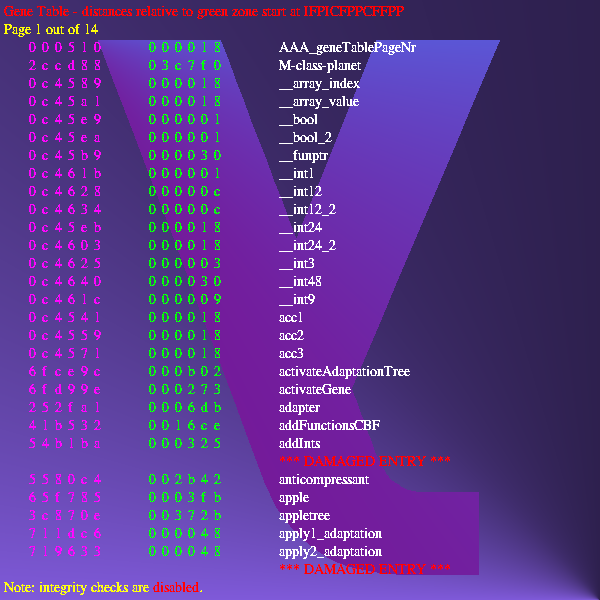 Gene Table - distances relative to green zone start at IFPICFPPCFFPP
Page 1 out of 14
000510 000018 AAA_geneTablePageNr
2ccd88 03c7f0 M-class-planet
0c4589 000018 __array_index
0c45a1 000018 __array_value
0c45e9 000001 __bool
0c45ea 000001 __bool_2
0c45b9 000030 __funptr
0c461b 000001 __int1
0c4628 00000c __int12
0c4634 00000c __int12_2
0c45eb 000018 __int24
0c4603 000018 __int24_2
0c4625 000003 __int3
0c4640 000030 __int48
0c461c 000009 __int9
0c4541 000018 acc1
0c4559 000018 acc2
0c4571 000018 acc3
6fce9c 000b02 activateAdaptationTree
6fd99e 000273 activateGene
252fa1 0006db adapter
41b532 0016ce addFunctionsCBF
54b1ba 000325 addInts
*** DAMAGED ENTRY ***
5580c4 002b42 anticompressant
65f785 0003fb apple
3c870c 00372b appletree
7114c6 000048 apply1_adaptation
719633 000048 apply2_adaptation
*** DAMAGED ENTRY ***
Note: integrity checks are disabled.